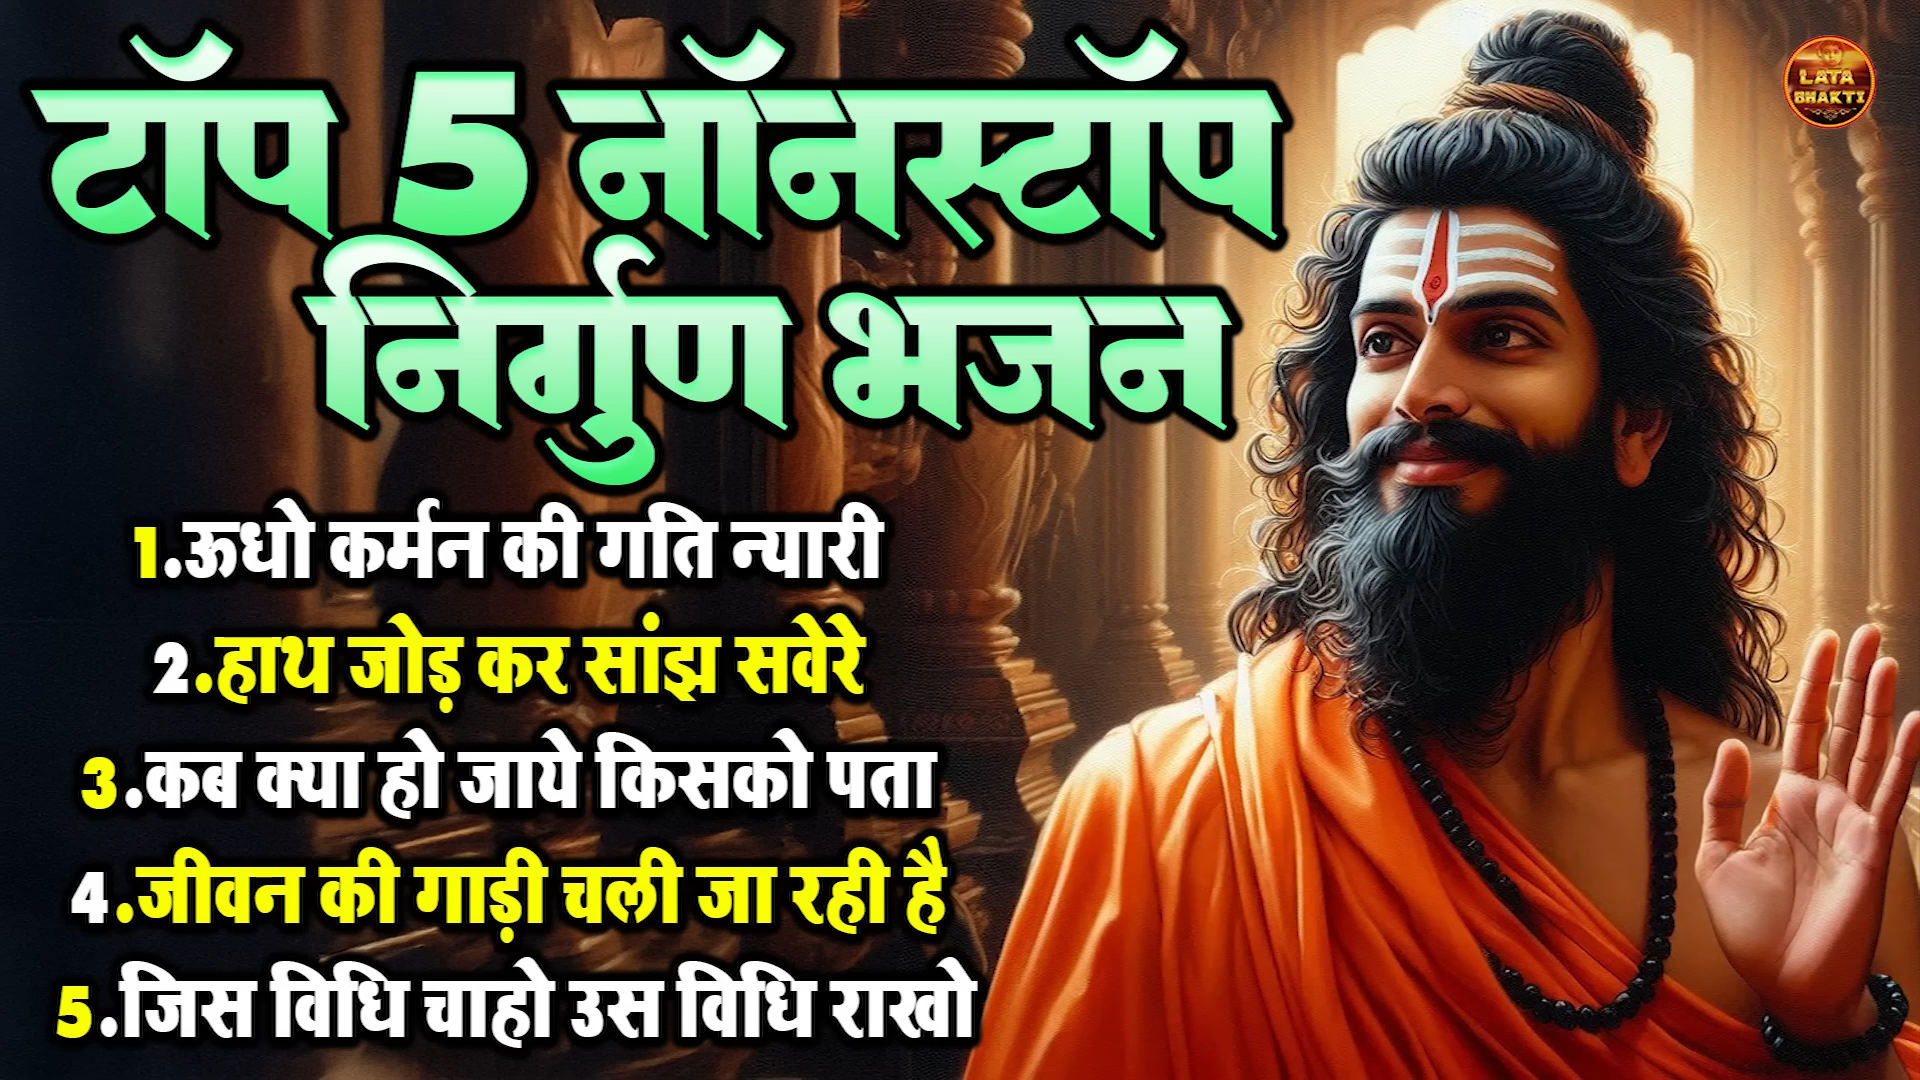 टॉप 5 नॉनस्टॉप
निर्गुण भजन
1.ऊधो कर्मन की गति न्यारी
2.हाथ जोड़ कर सांझ सवेरे
3.कब क्या हो जाये किसको पता
4.जीवन की गाड़ी चली जा रही है
5.जिस विधि चाहो उस विधि राखो
LATA
BHAKTI